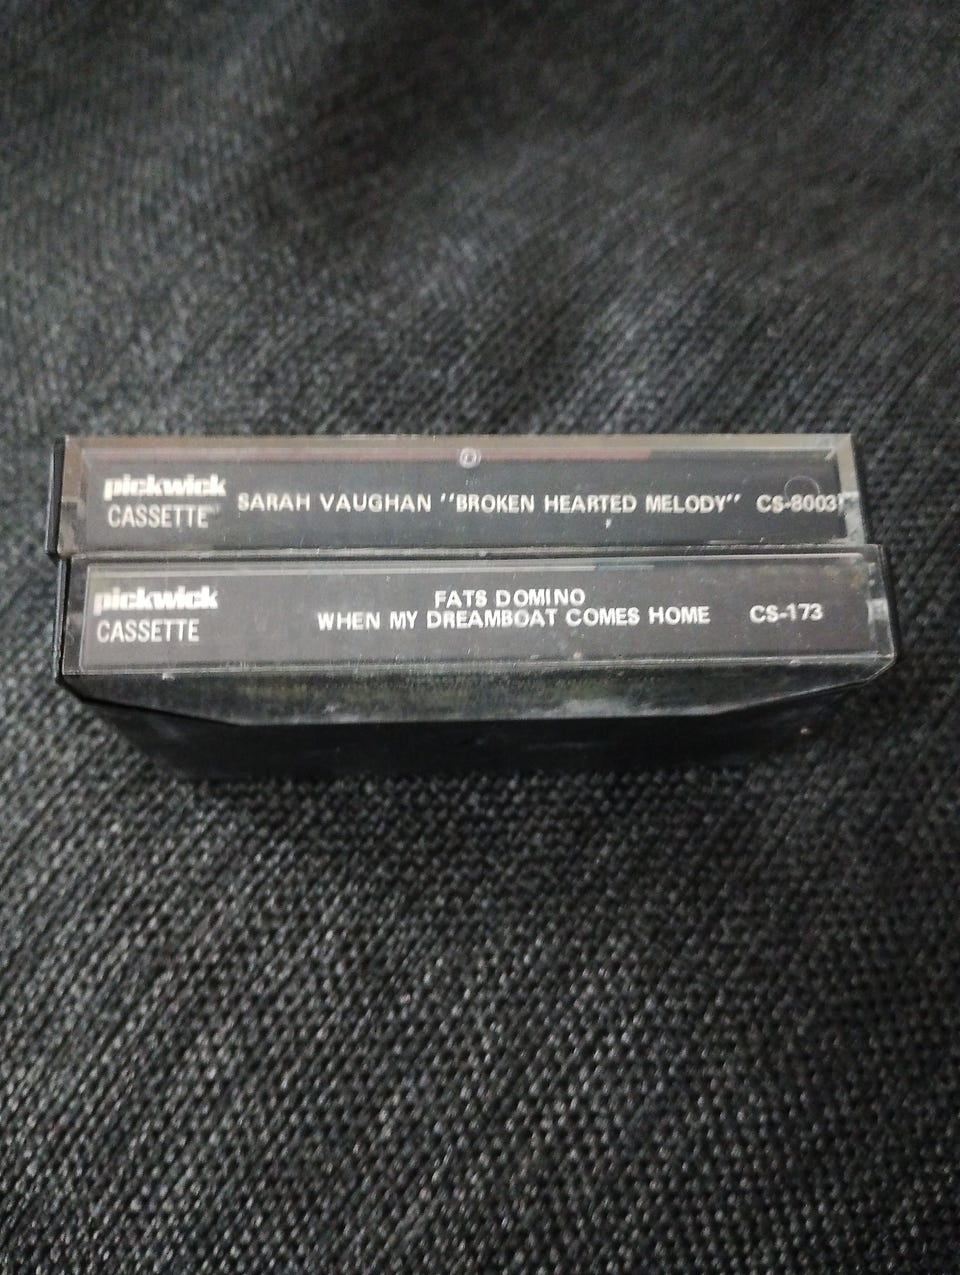 pickwick
CASSETTE
SARAH VAUGHAN "BROKEN HEARTED MELODY" CS-8003
pickwick
CASSETTE
FATS DOMINO
WHEN MY DREAMBOAT COMES HOME
CS-173